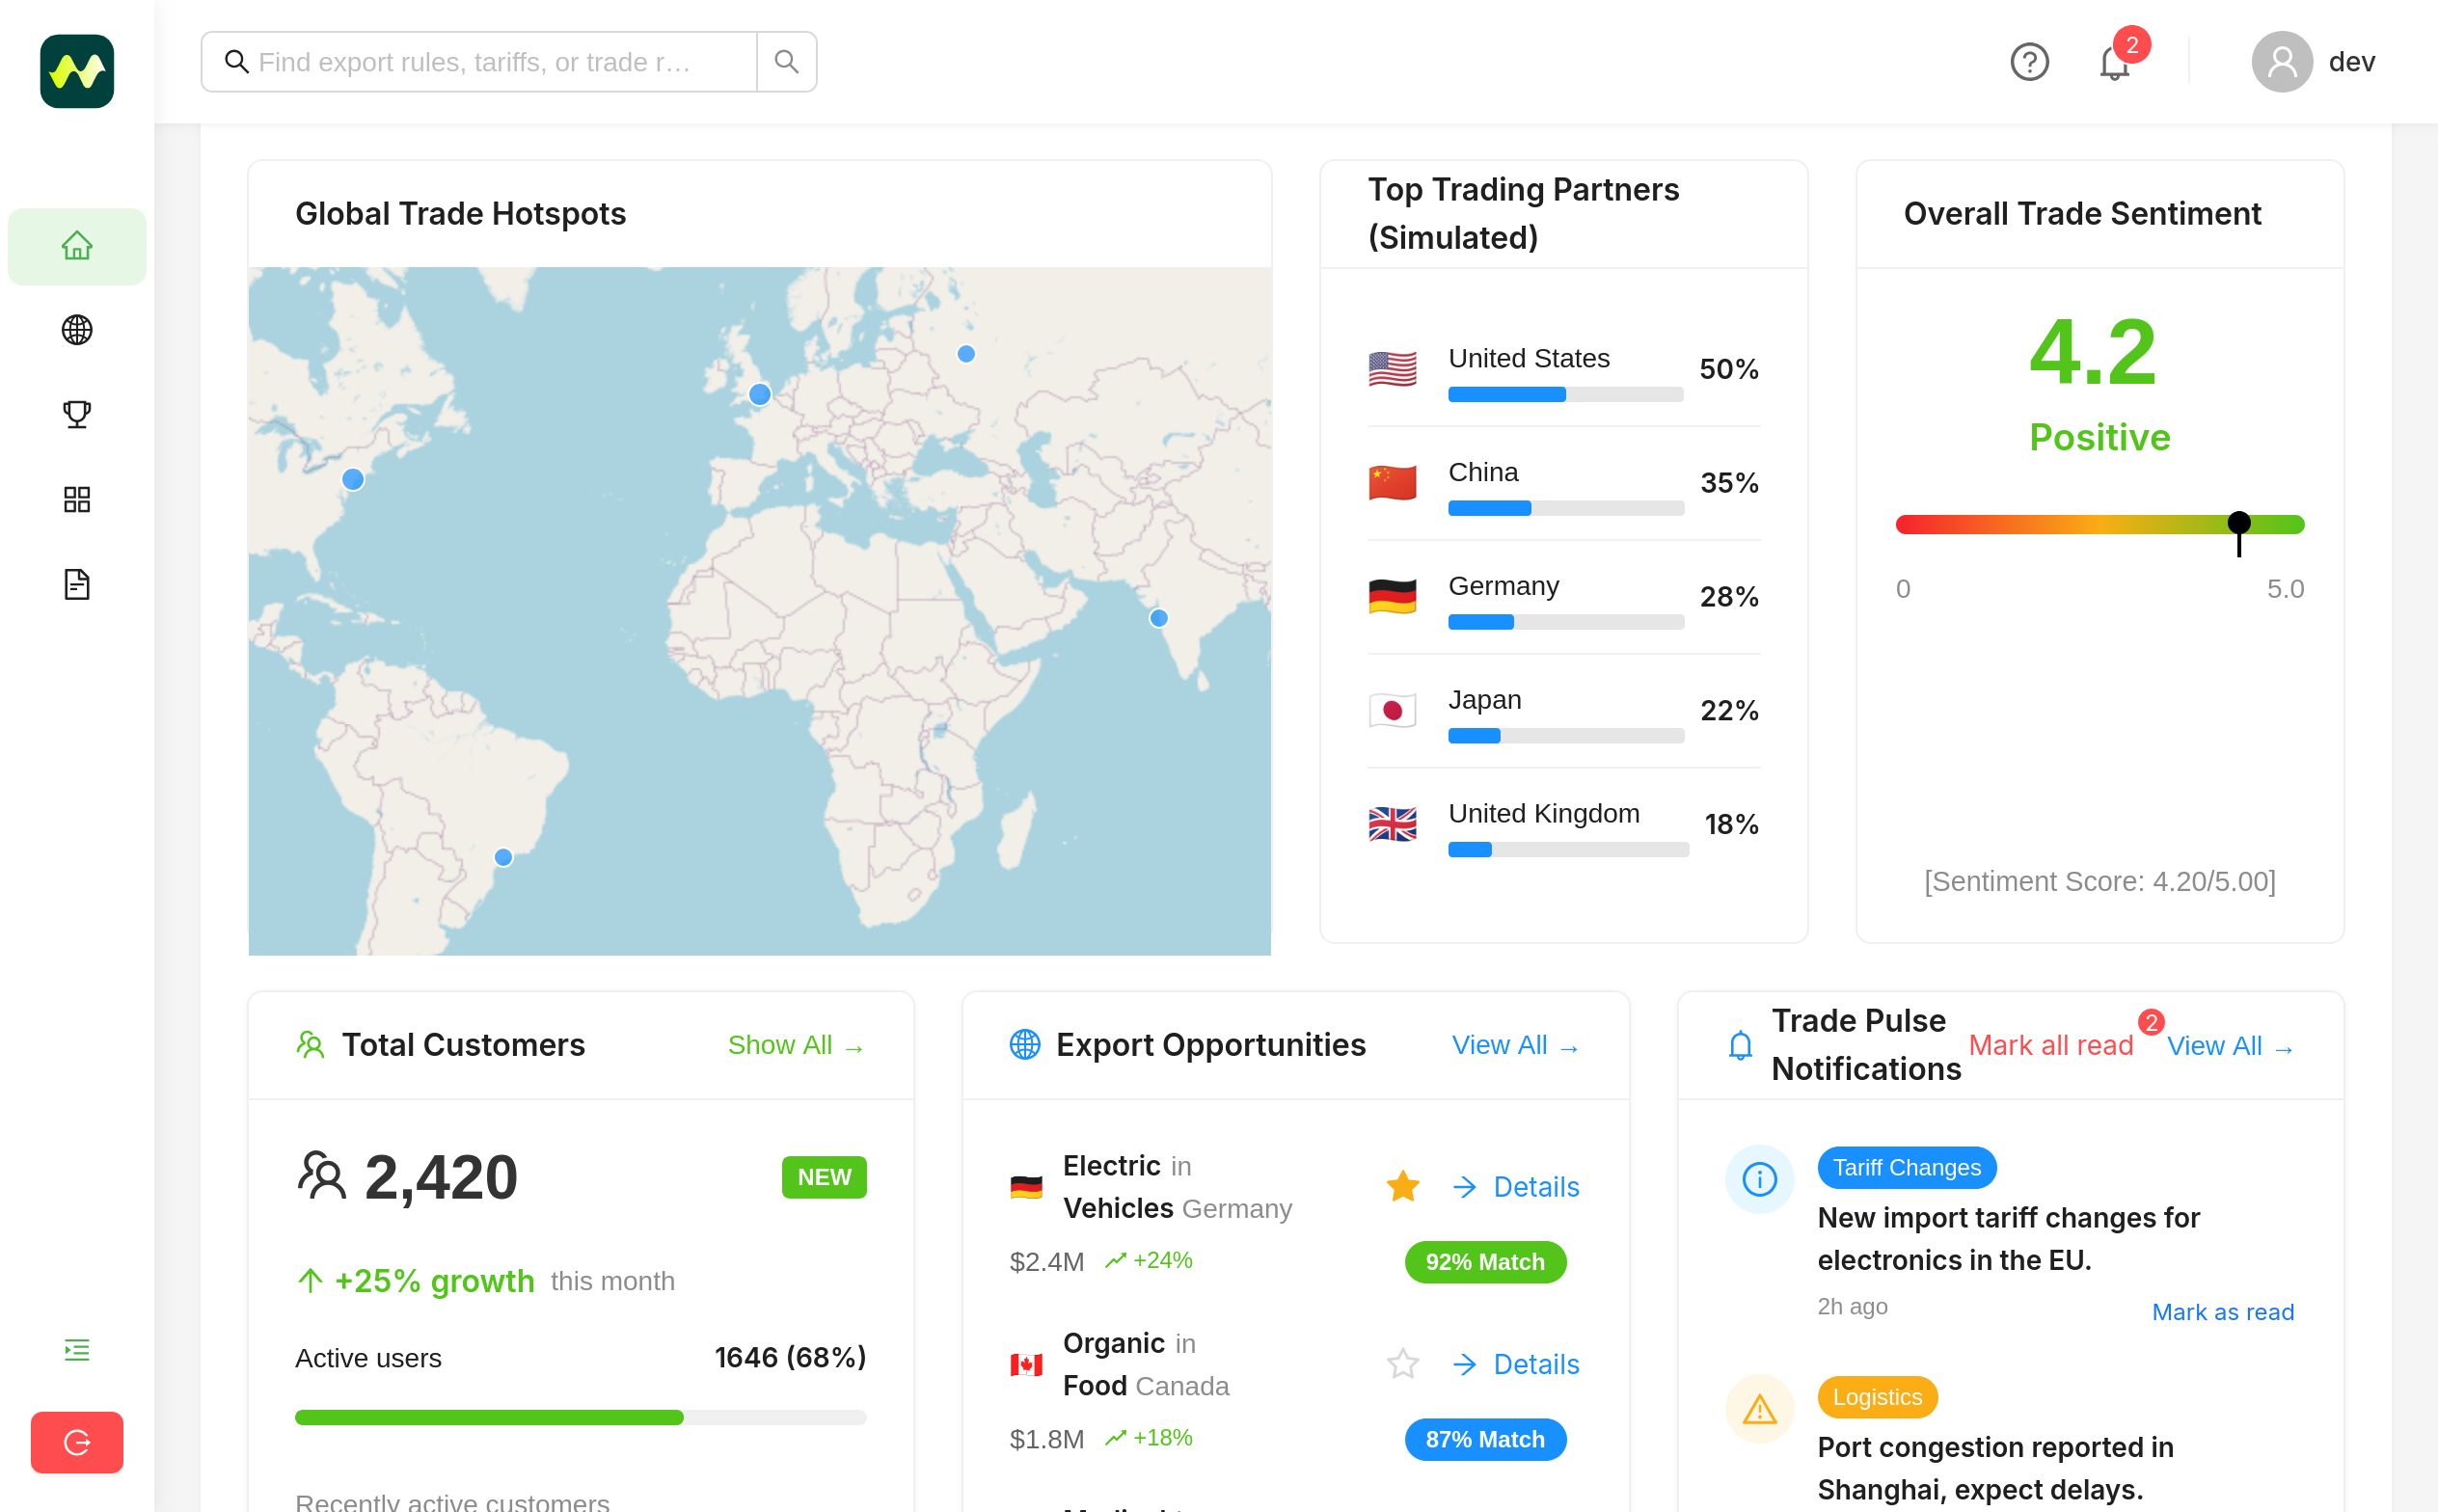 Find export rules, tariffs, or trade r…
2
dev
Global Trade Hotspots
Top Trading Partners
(Simulated)
United States
50%
China
35%
Germany
28%
Japan
22%
United Kingdom
18%
Overall Trade Sentiment
4.2
Positive
0
5.0
[Sentiment Score: 4.20/5.00]
Total Customers
Show All →
2,420
NEW
+25% growth this month
Active users
1646 (68%)
Recently active customers
Export Opportunities
View All →
Electric in
Vehicles Germany
Details
$2.4M
+24%
92% Match
Organic in
Food Canada
Details
$1.8M
+18%
87% Match
Trade Pulse
Notifications
Mark all read
2
View All →
Tariff Changes
New import tariff changes for
electronics in the EU.
2h ago
Mark as read
Logistics
Port congestion reported in
Shanghai, expect delays.